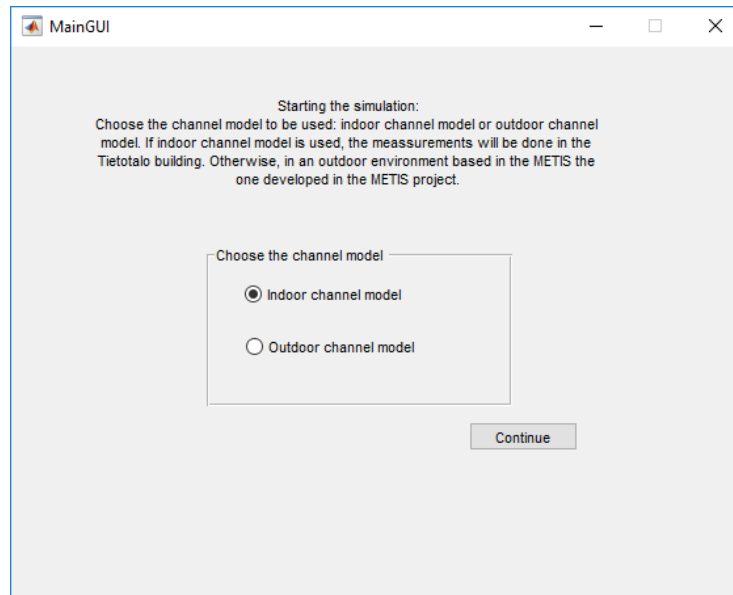 MainGUI
Starting the simulation:
Choose the channel model to be used: indoor channel model or outdoor channel
model. If indoor channel model is used, the meassurements will be done in the
Tietotalo building. Otherwise, in an outdoor environment based in the METIS the
one developed in the METIS project.
Choose the channel model
Indoor channel model
Outdoor channel model
Continue